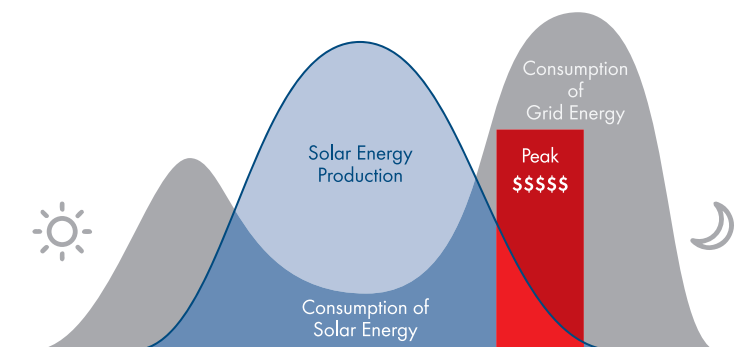 Consumption
of
Grid Energy
Solar Energy
Production
Peak
$$$$$
Consumption of
Solar Energy